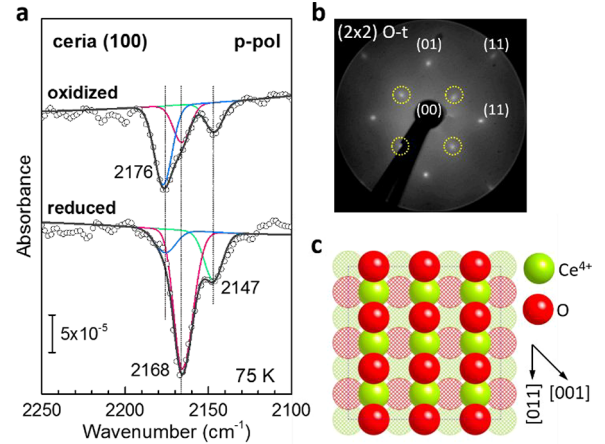 a
ceria (100) p-pol
oxidized
2176
reduced
2147
5x10⁻⁵
2168
75 K
Absorbance
2250 2200 2150 2100
Wavenumber (cm⁻¹)
b
(2x2) O-t
(01) (11)
(00) (11)
c
Ce⁴⁺
O
[011]
[001]